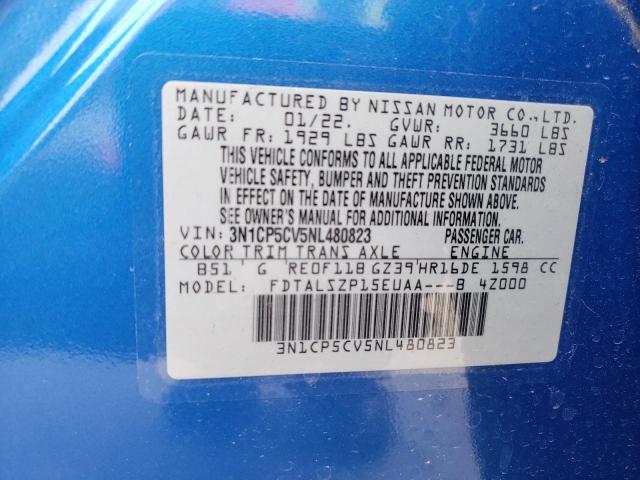 MANUFACTURED BY NISSAN MOTOR CO.,LTD.
DATE: 01/22. GVWR: 3660 LBS
GAWR FR: 1929 LBS GAWR RR: 1731 LBS
THIS VEHICLE CONFORMS TO ALL APPLICABLE FEDERAL MOTOR
VEHICLE SAFETY, BUMPER AND THEFT PREVENTION STANDARDS
IN EFFECT ON THE DATE OF MANUFACTURE SHOWN ABOVE.
SEE OWNER'S MANUAL FOR ADDITIONAL INFORMATION.
VIN: 3N1CP5CV5NL480823 PASSENGER CAR.
COLOR TRIM TRANS AXLE ENGINE
B51 G RE0F11B GZ39 HR16DE 1598 CC
MODEL: FDTALSZP15EUAA---B 4Z000
3N1CP5CV5NL480823